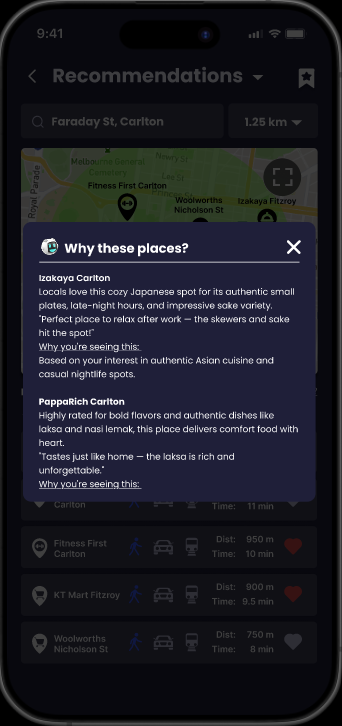 9:41
Recommendations
Faraday St, Carlton
1.25 km
Melbourne General
Cemetery
Fitness First Carlton
Royal Parade
Woolworths
Nicholson St
Izakaya Fitzroy
Why these places?
Izakaya Carlton
Locals love this cozy Japanese spot for its authentic small
plates, late-night hours, and impressive sake variety.
"Perfect place to relax after work — the skewers and sake
hit the spot!"
Why you're seeing this:
Based on your interest in authentic Asian cuisine and
casual nightlife spots.
PappaRich Carlton
Highly rated for bold flavors and authentic dishes like
laksa and nasi lemak, this place delivers comfort food with
heart.
"Tastes just like home — the laksa is rich and
unforgettable."
Why you're seeing this:
Carlton
Time: 11 min
Fitness First
Carlton
Dist: 950 m
Time: 10 min
KT Mart Fitzroy
Dist: 900 m
Time: 9.5 min
Woolworths
Nicholson St
Dist: 750 m
Time: 8 min